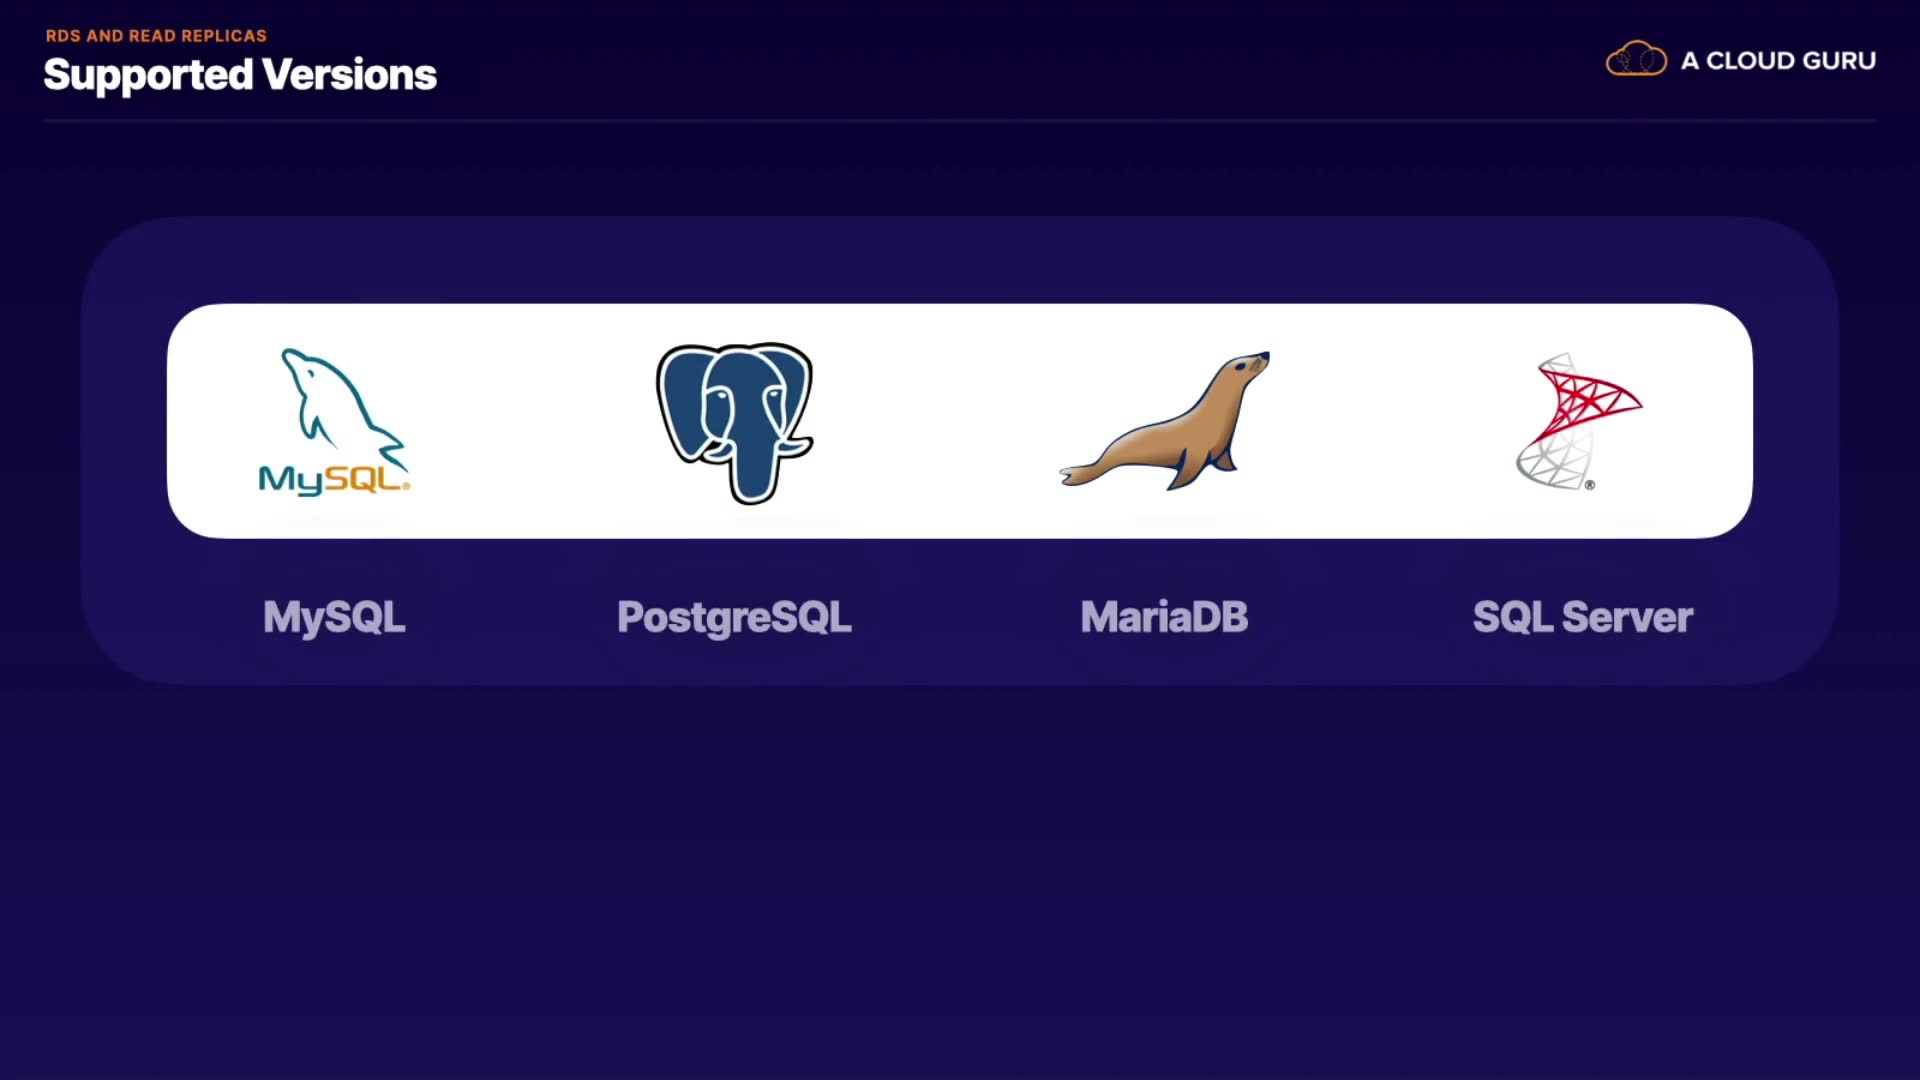 RDS AND READ REPLICAS
Supported Versions
A CLOUD GURU
MySQL®
®
MySQL
PostgreSQL
MariaDB
SQL Server